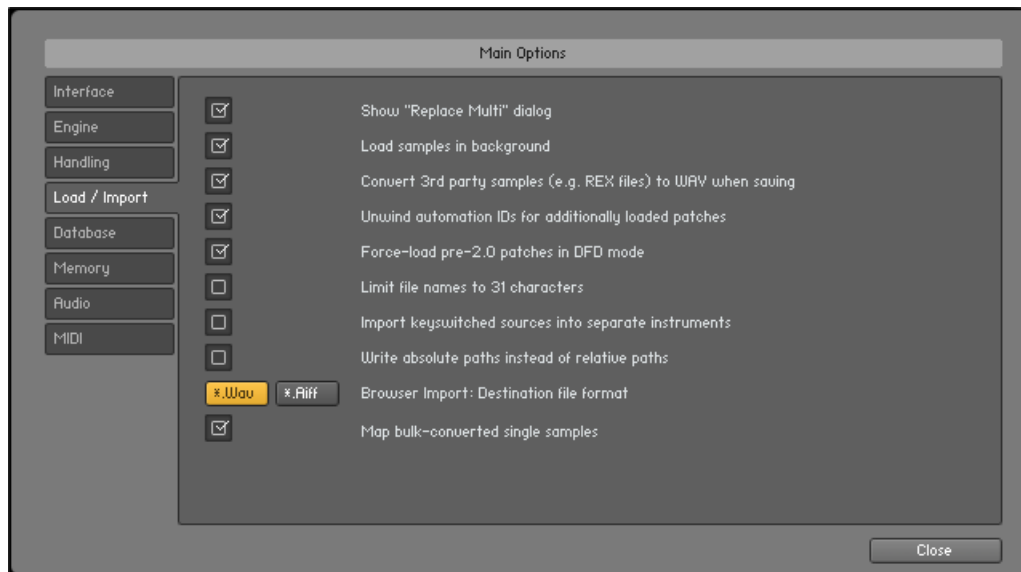 Main Options
Interface
Engine
Handling
Load / Import
Database
Memory
Audio
MIDI
Show "Replace Multi" dialog
Load samples in background
Convert 3rd party samples (e.g. REX files) to WAV when saving
Unwind automation IDs for additionally loaded patches
Force-load pre-2.0 patches in DFD mode
Limit file names to 31 characters
Import keyswitched sources into separate instruments
Write absolute paths instead of relative paths
*.Wav *.Aiff Browser Import: Destination file format
Map bulk-converted single samples
Close